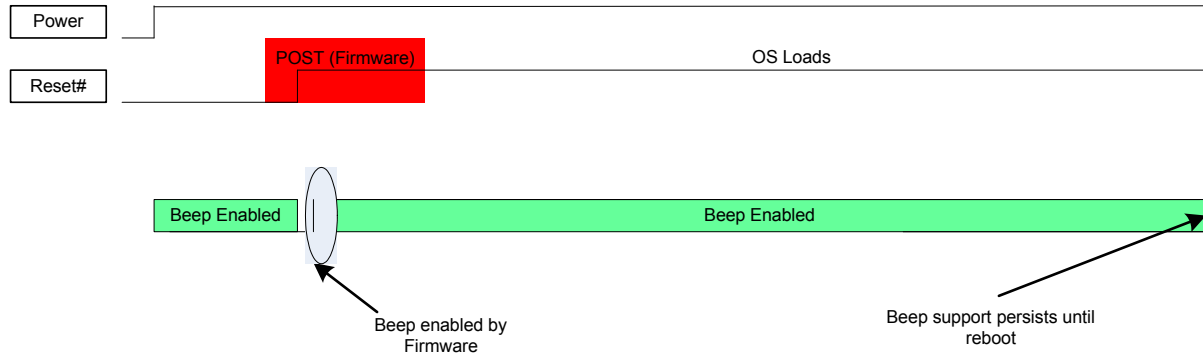 Power
POST (Firmware)
OS Loads
Reset#
Beep Enabled
Beep Enabled
Beep enabled by
Firmware
Beep support persists until
reboot